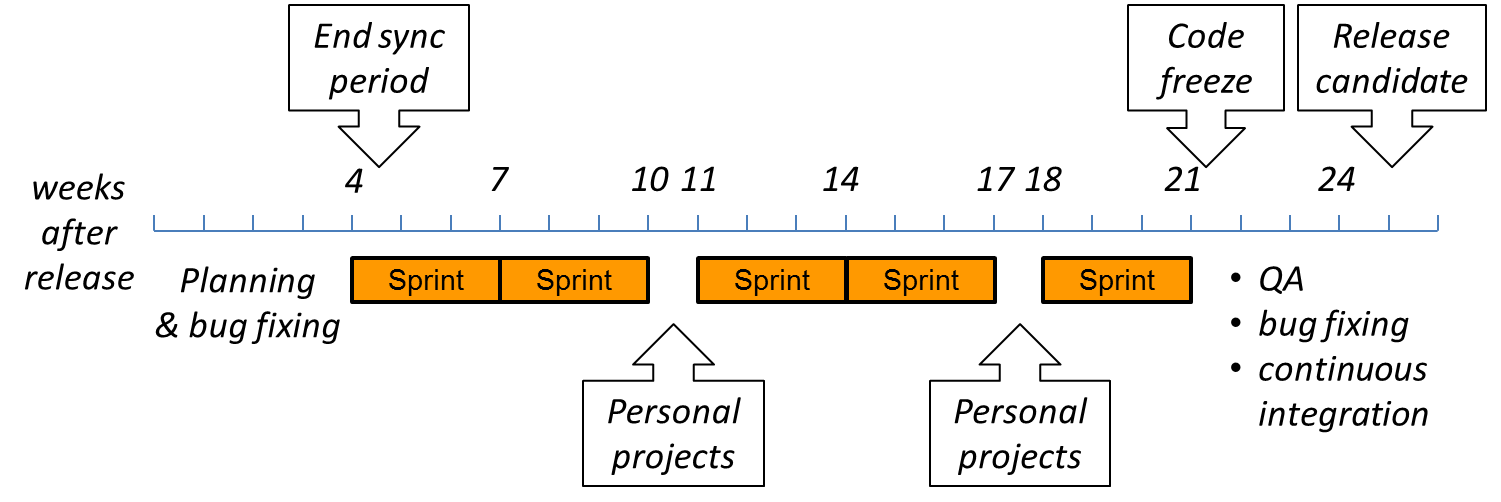 End sync
period
Code
freeze
Release
candidate
weeks
after
release
4 7 10 11 14 17 18 21 24
Planning
& bug fixing
Sprint Sprint Sprint Sprint Sprint
• QA
• bug fixing
• continuous
integration
Personal
projects
Personal
projects